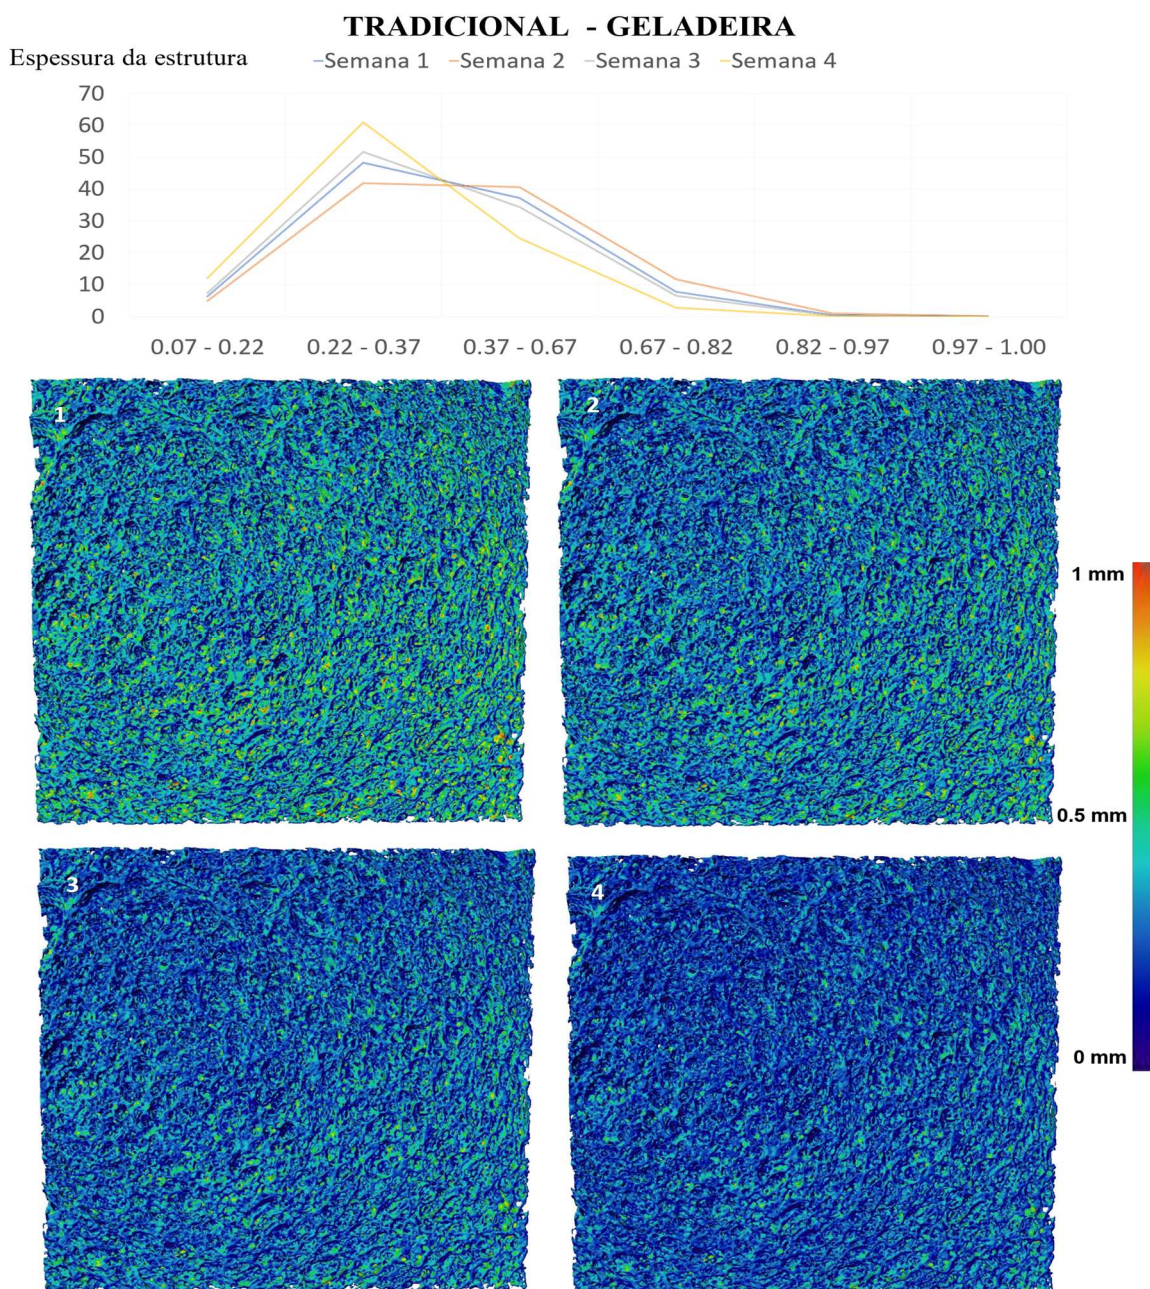 TRADICIONAL - GELADEIRA
Espessura da estrutura
Semana 1 Semana 2 Semana 3 Semana 4
70
60
50
40
30
20
10
0
0.07 - 0.22 0.22 - 0.37 0.37 - 0.67 0.67 - 0.82 0.82 - 0.97 0.97 - 1.00
1
2
1 mm
0.5 mm
3
4
0 mm